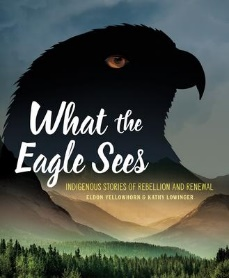 What the
Eagle Sees
INDIGENOUS STORIES OF REBELLION AND RENEWAL
ELDON YELLOWHORN & KATHY LOWINGER